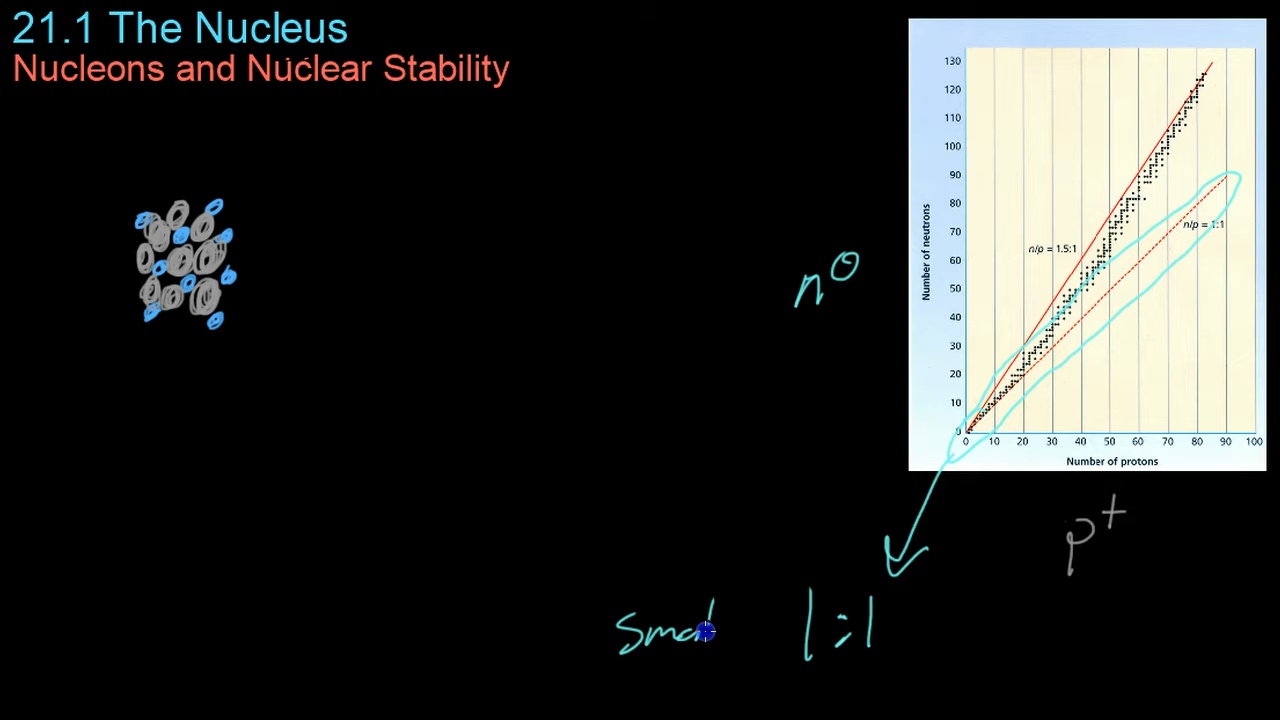 21.1 The Nucleus
Nucleons and Nuclear Stability
130
120
110
100
90
80
70
60
50
40
30
20
10
0
Number of neutrons
n/p = 1.5:1
n/p = 1:1
0 10 20 30 40 50 60 70 80 90 100
Number of protons
n⁰
p⁺
smal 1:1